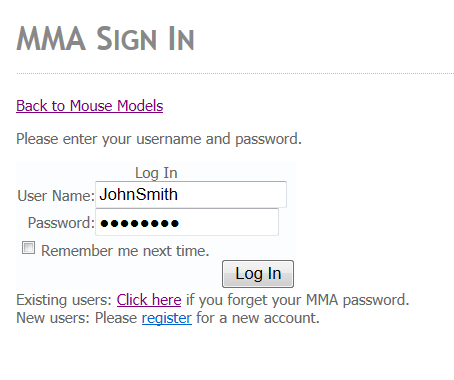 MMA Sign In
Back to Mouse Models
Please enter your username and password.
Log In
User Name: JohnSmith
Password: ●●●●●●●●
Remember me next time.
Log In
Existing users: Click here if you forget your MMA password.
New users: Please register for a new account.